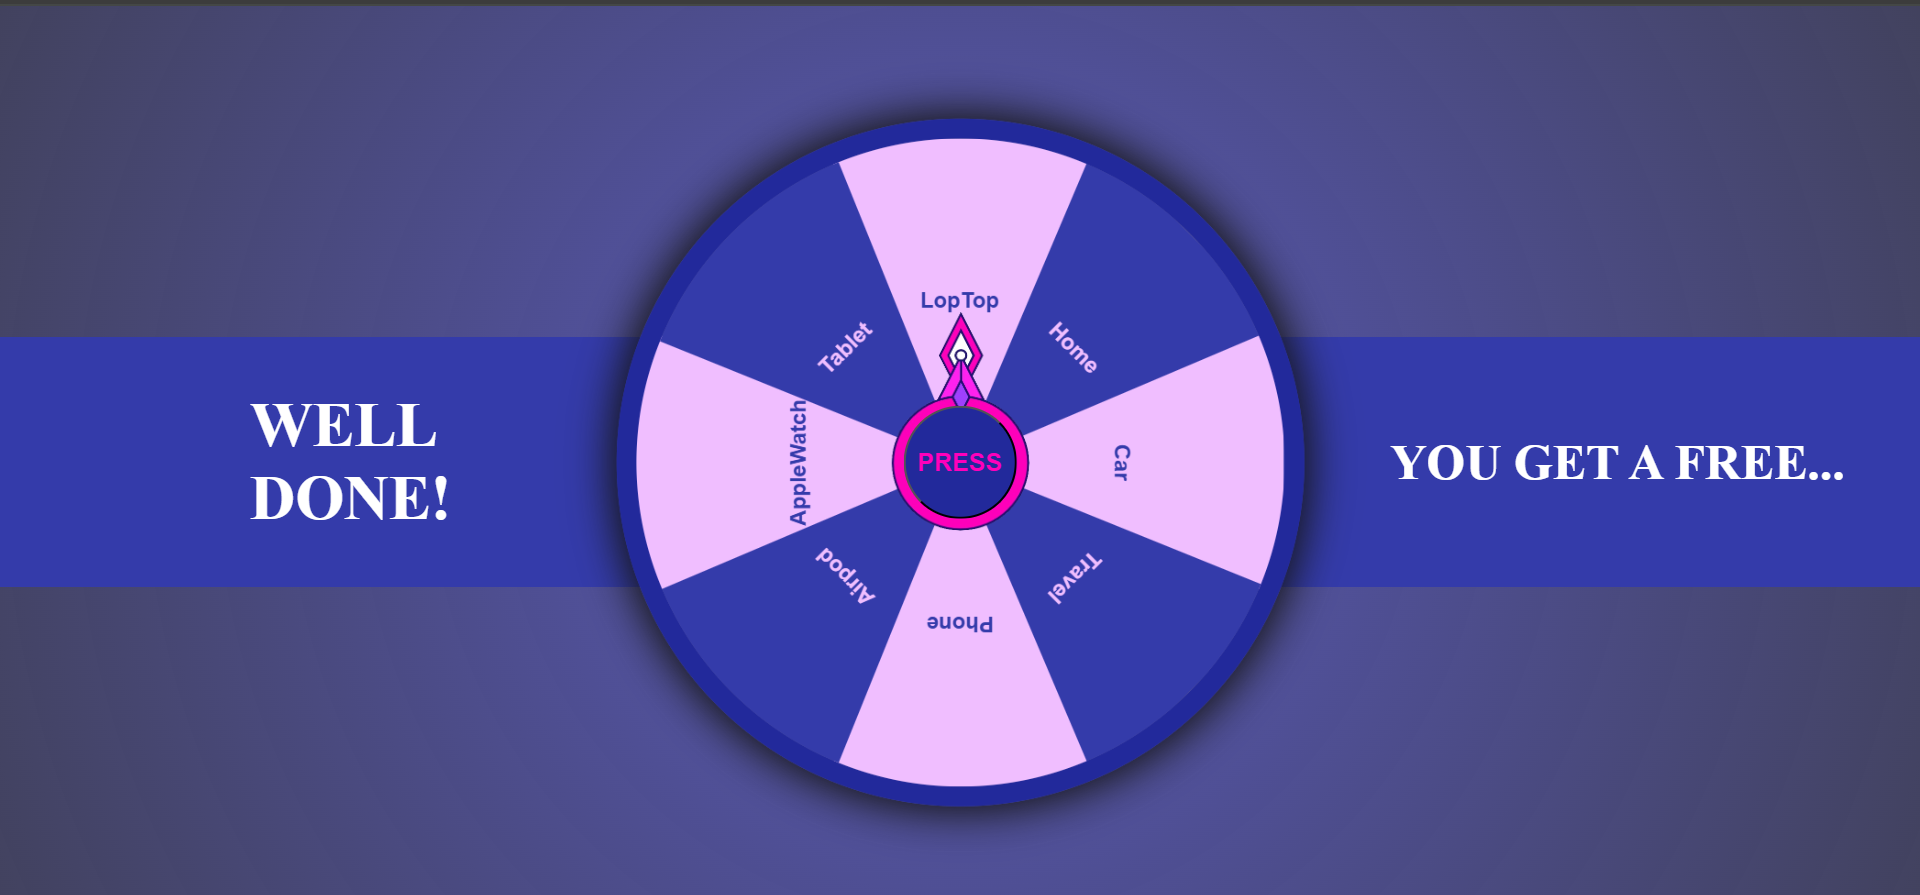 WELL
DONE!
LopTop
Home
Car
Travel
Phone
Airpod
AppleWatch
Tablet
PRESS
YOU GET A FREE...